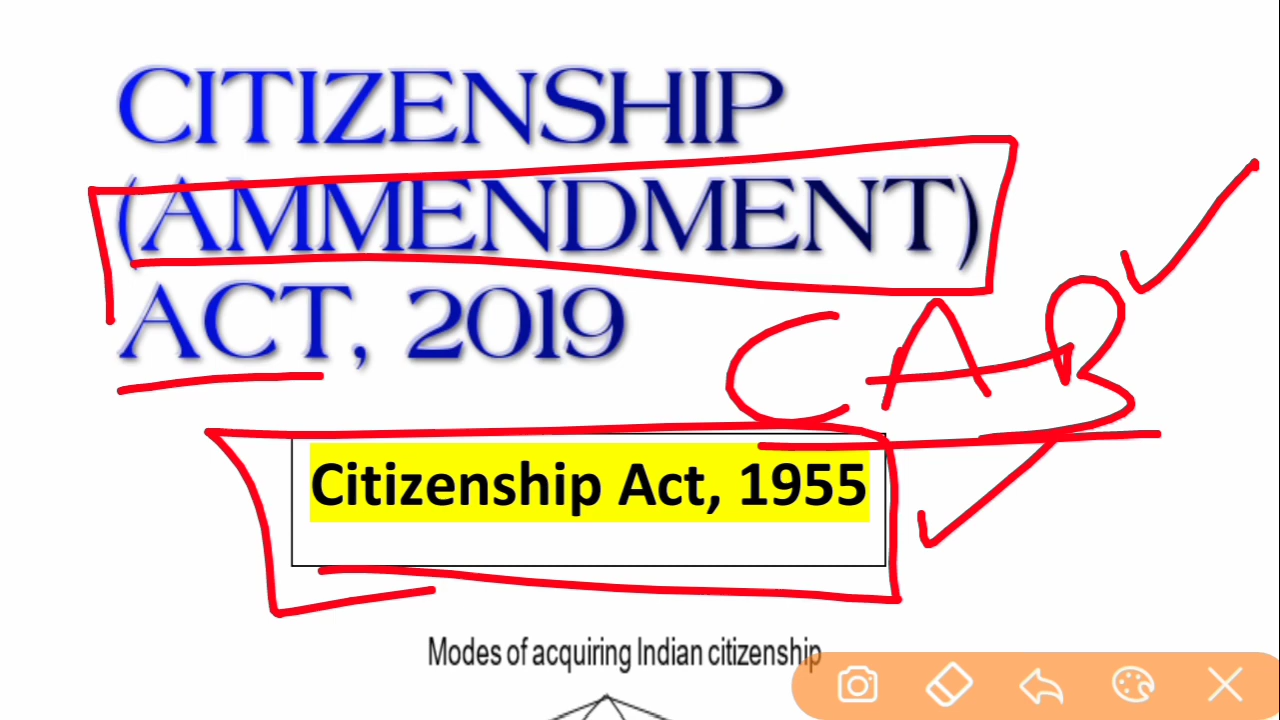 CITIZENSHIP
(AMMENDMENT)
ACT, 2019
CAB
Citizenship Act, 1955
Modes of acquiring Indian citizenship